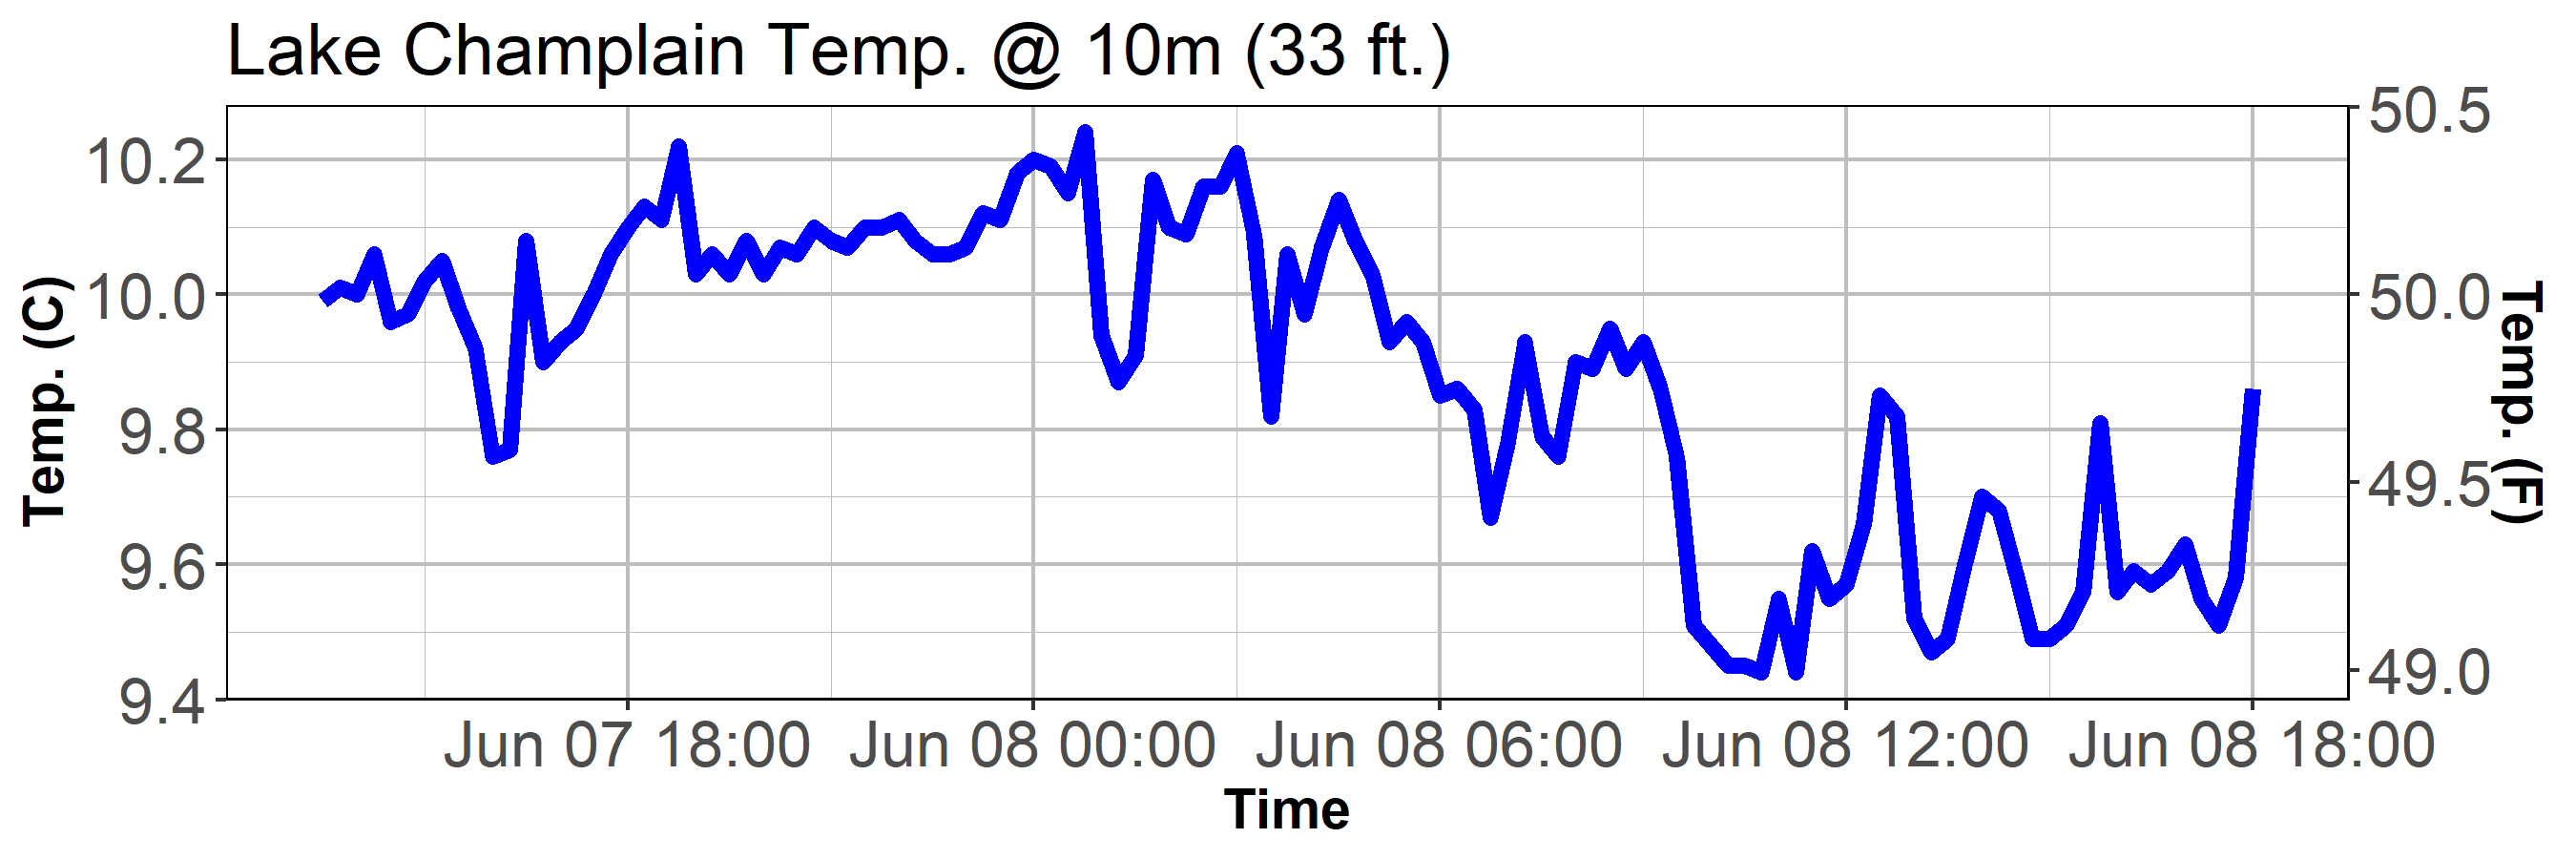 Lake Champlain Temp. @ 10m (33 ft.)
Temp. (C)
10.2
10.0
9.8
9.6
9.4
50.5
50.0
49.5
49.0
Temp. (F)
Jun 07 18:00
Jun 08 00:00
Jun 08 06:00
Jun 08 12:00
Jun 08 18:00
Time